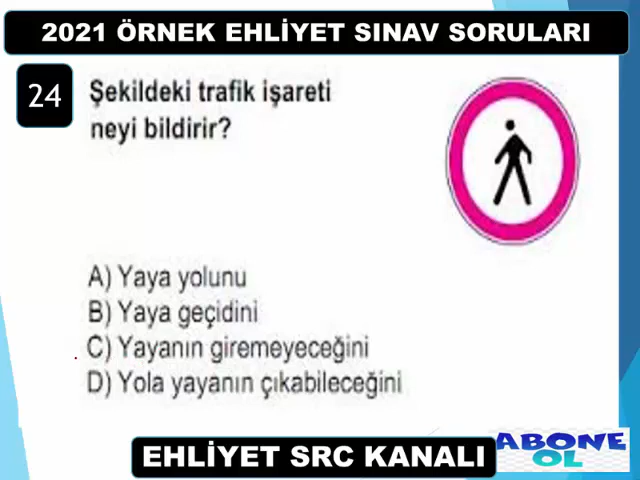 2021 ÖRNEK EHLİYET SINAV SORULARI
24
Şekildeki trafik işareti
neyi bildirir?
A) Yaya yolunu
B) Yaya geçidini
C) Yayanın giremeyeceğini
D) Yola yayanın çıkabileceğini
EHLİYET SRC KANALI
ABONE
OL